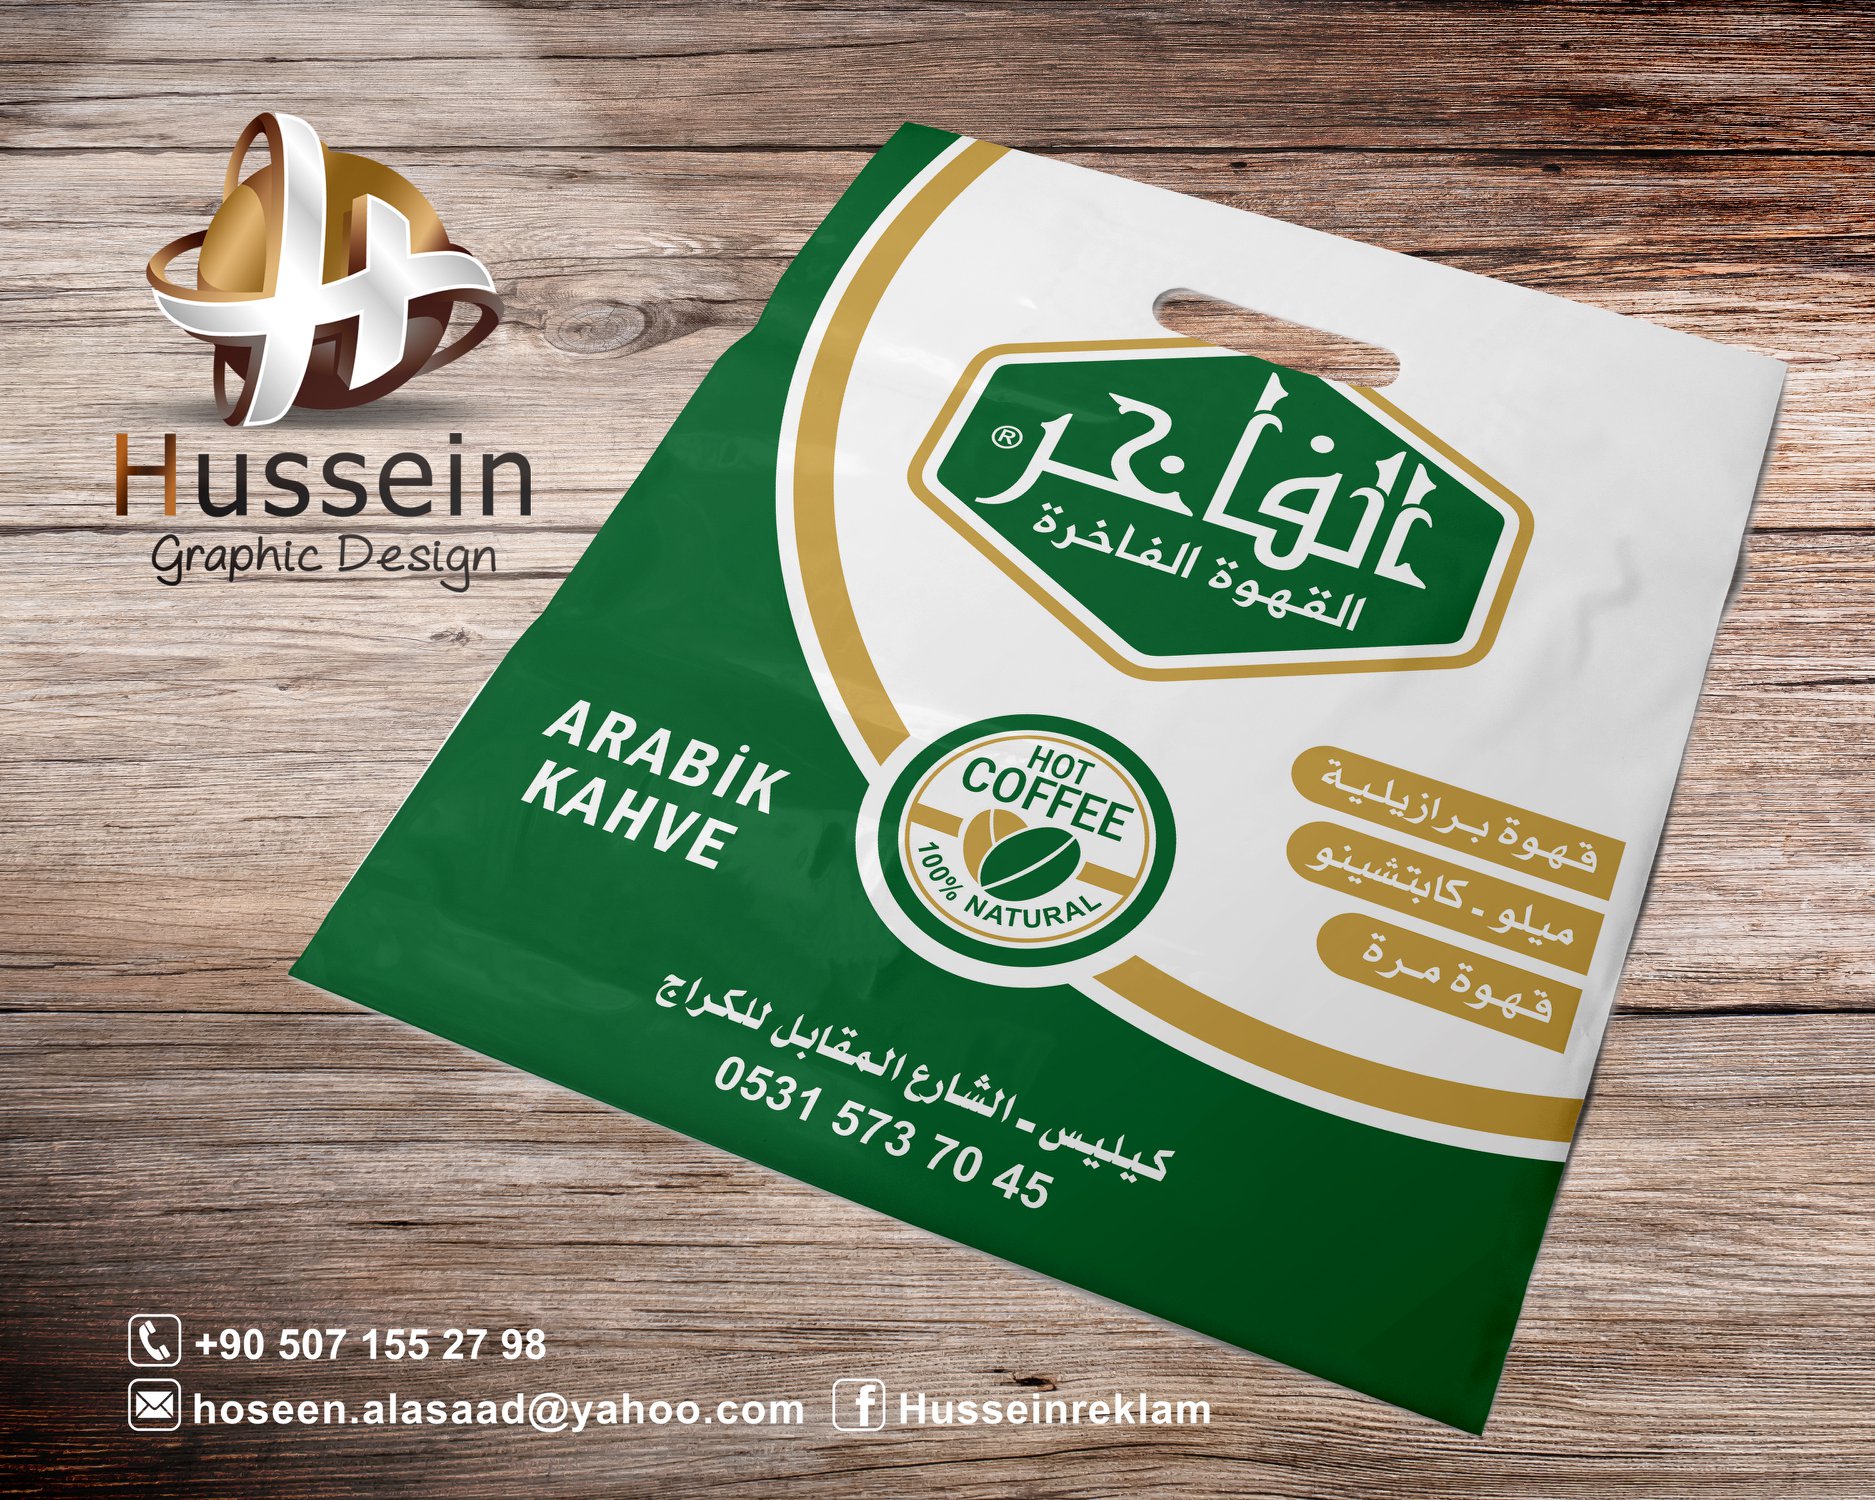 Hussein
Graphic Design
الفاخر ®
القهوة الفاخرة
HOT
COFFEE
100% NATURAL
ARABİK
KAHVE
قهوة برازيلية
ميلو - كابتشينو
قهوة مرة
كيليس - الشارع المقابل للكراج
0531 573 70 45
+90 507 155 27 98
hoseen.alasaad@yahoo.com
f Husseinreklam